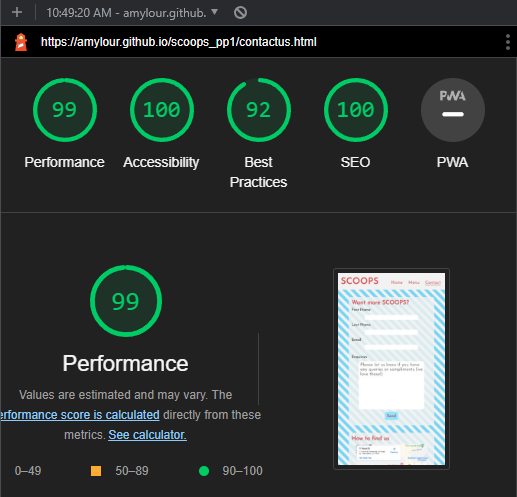 10:49:20 AM - amylour.github.
https://amylour.github.io/scoops_pp1/contactus.html
99 100 92 100 PWA
Performance Accessibility Best Practices SEO PWA
99
Performance
Values are estimated and may vary. The
erformance score is calculated directly from these
metrics. See calculator.
0–49 50–89 90–100
SCOOPS Home Menu Contact
Want more SCOOPS?
First Name
Last Name
Email
Enquiries
Please let us know if you have
any queries or compliments (we
love those!)
Send
How to find us